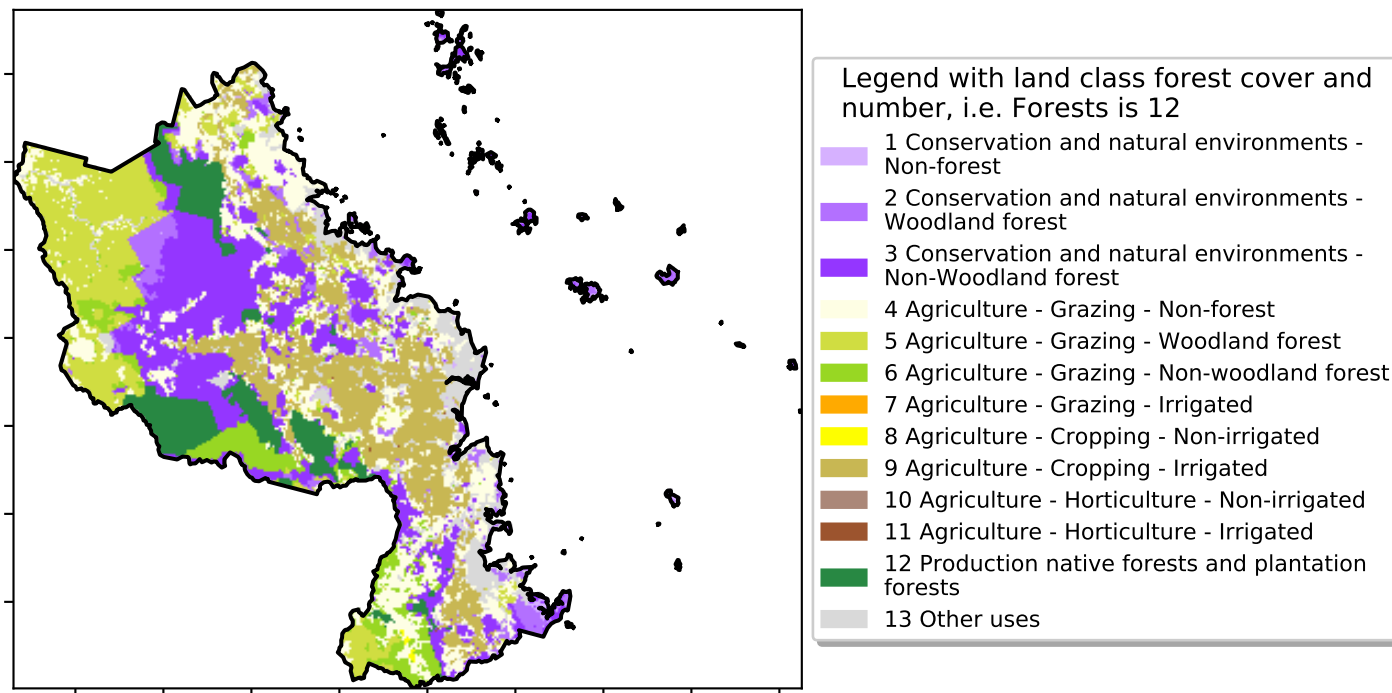 Legend with land class forest cover and
number, i.e. Forests is 12
1 Conservation and natural environments -
Non-forest
2 Conservation and natural environments -
Woodland forest
3 Conservation and natural environments -
Non-Woodland forest
4 Agriculture - Grazing - Non-forest
5 Agriculture - Grazing - Woodland forest
6 Agriculture - Grazing - Non-woodland forest
7 Agriculture - Grazing - Irrigated
8 Agriculture - Cropping - Non-irrigated
9 Agriculture - Cropping - Irrigated
10 Agriculture - Horticulture - Non-irrigated
11 Agriculture - Horticulture - Irrigated
12 Production native forests and plantation
forests
13 Other uses